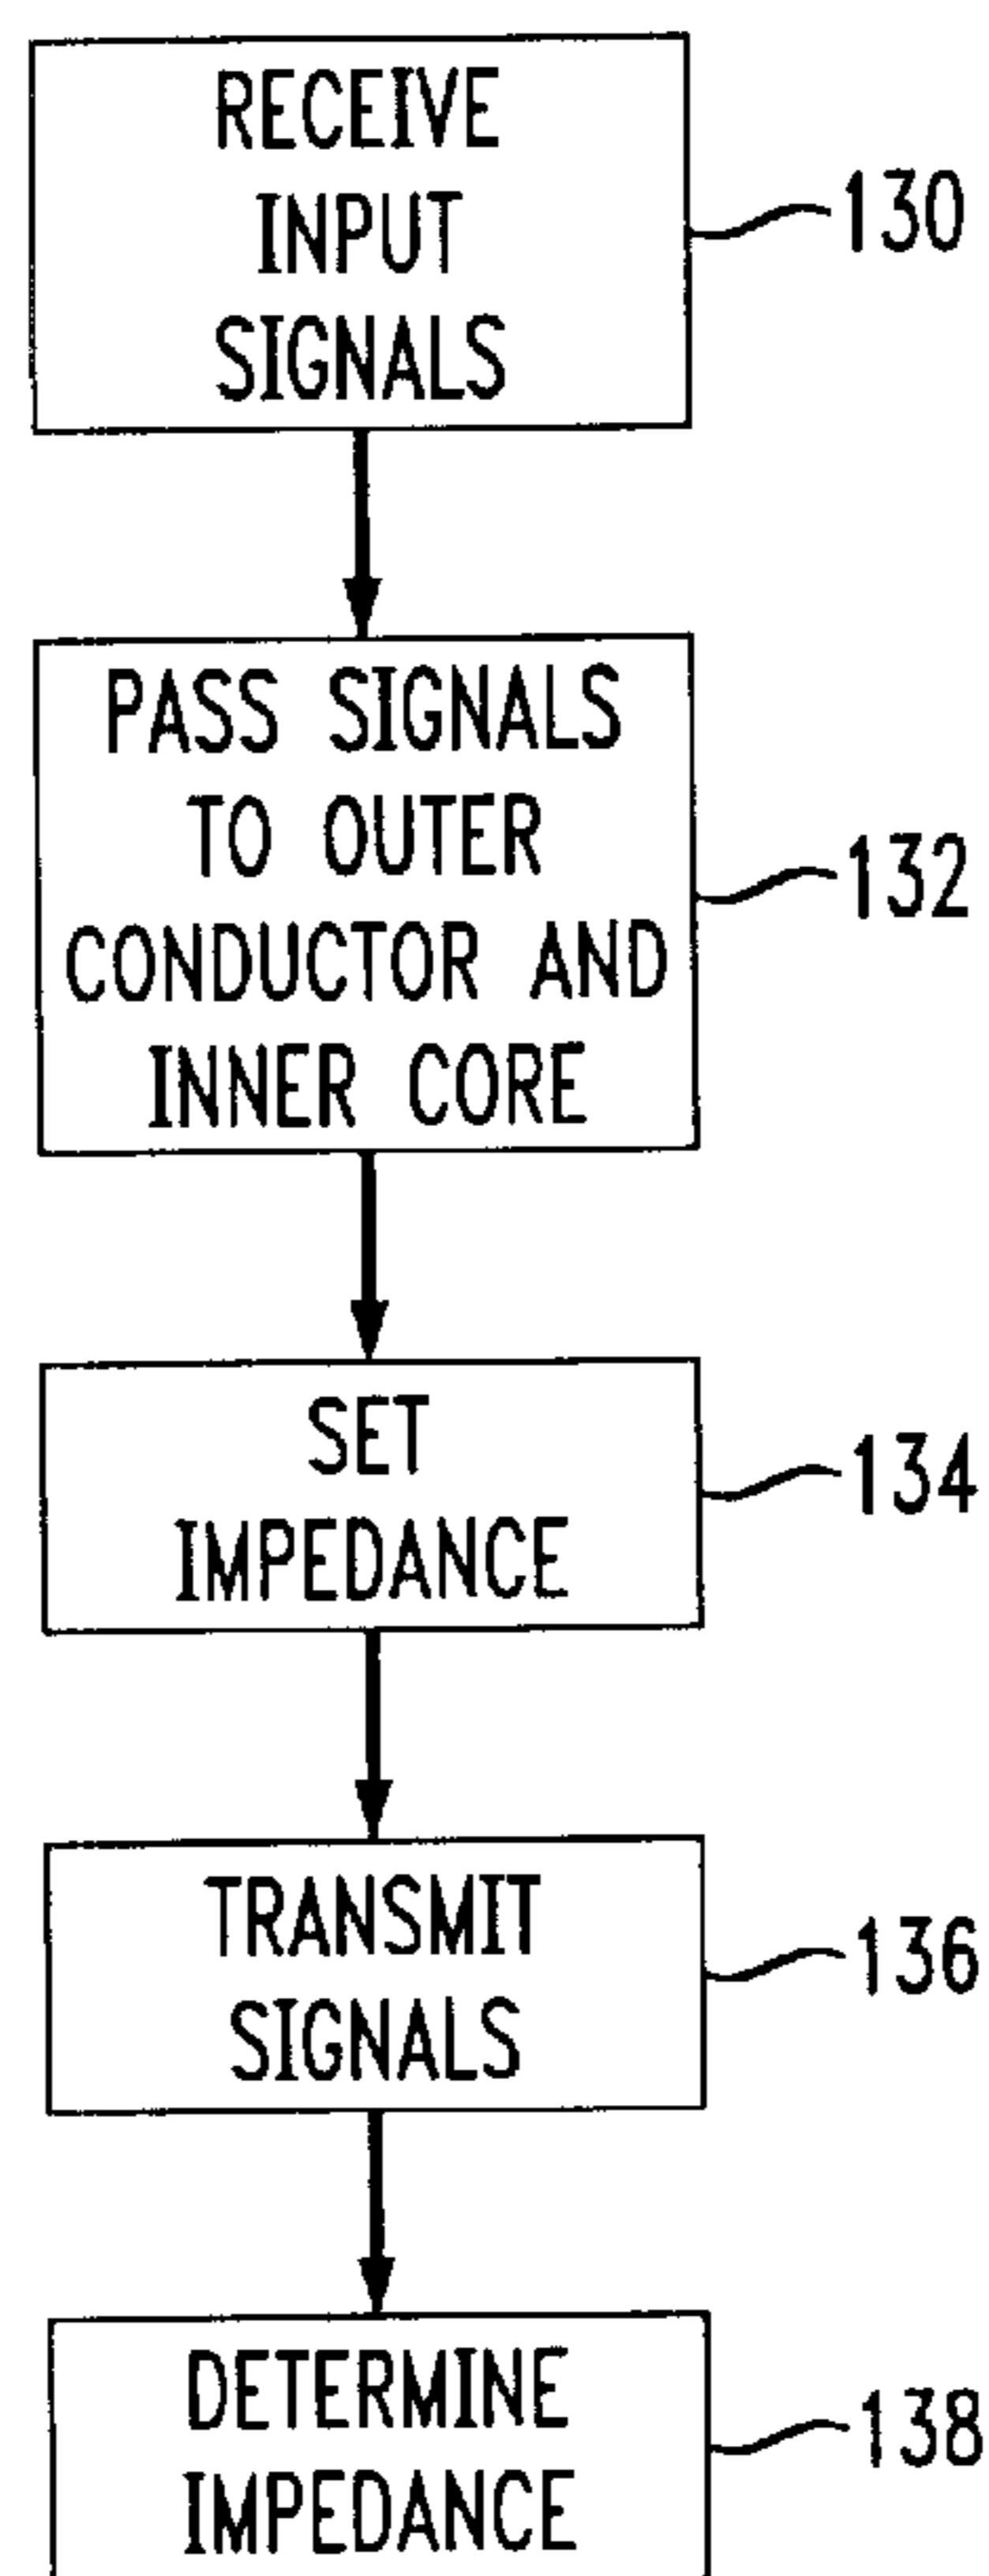 RECEIVE
INPUT
SIGNALS
130
PASS SIGNALS
TO OUTER
CONDUCTOR AND
INNER CORE
132
SET
IMPEDANCE
134
TRANSMIT
SIGNALS
136
DETERMINE
IMPEDANCE
138